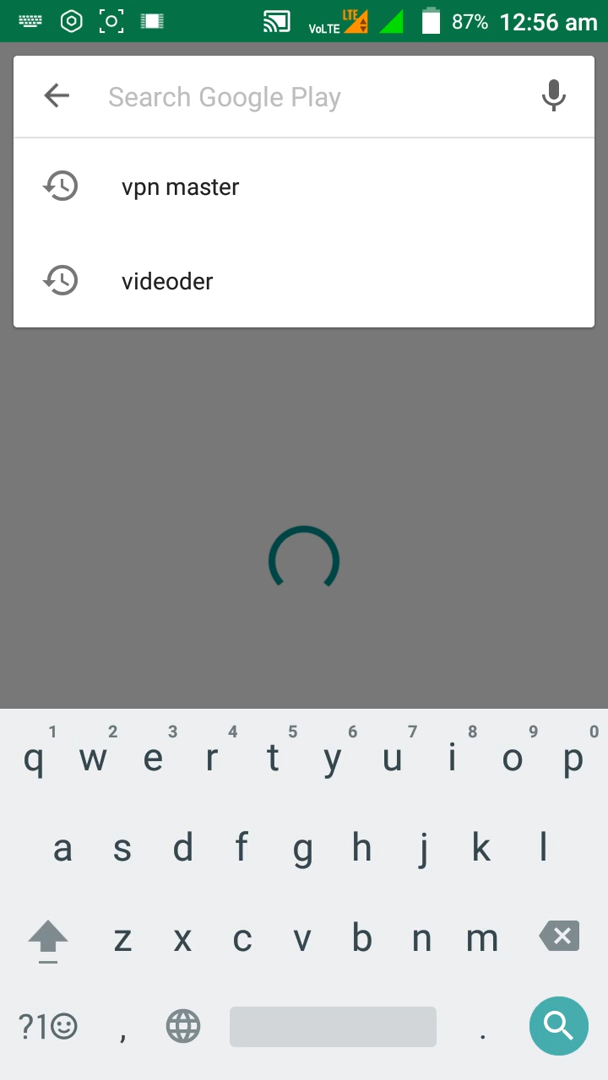 VoLTE LTE 87% 12:56 am
Search Google Play
vpn master
videoder
1 2 3 4 5 6 7 8 9 0
q w e r t y u i o p
a s d f g h j k l
z x c v b n m
?1☺ , .